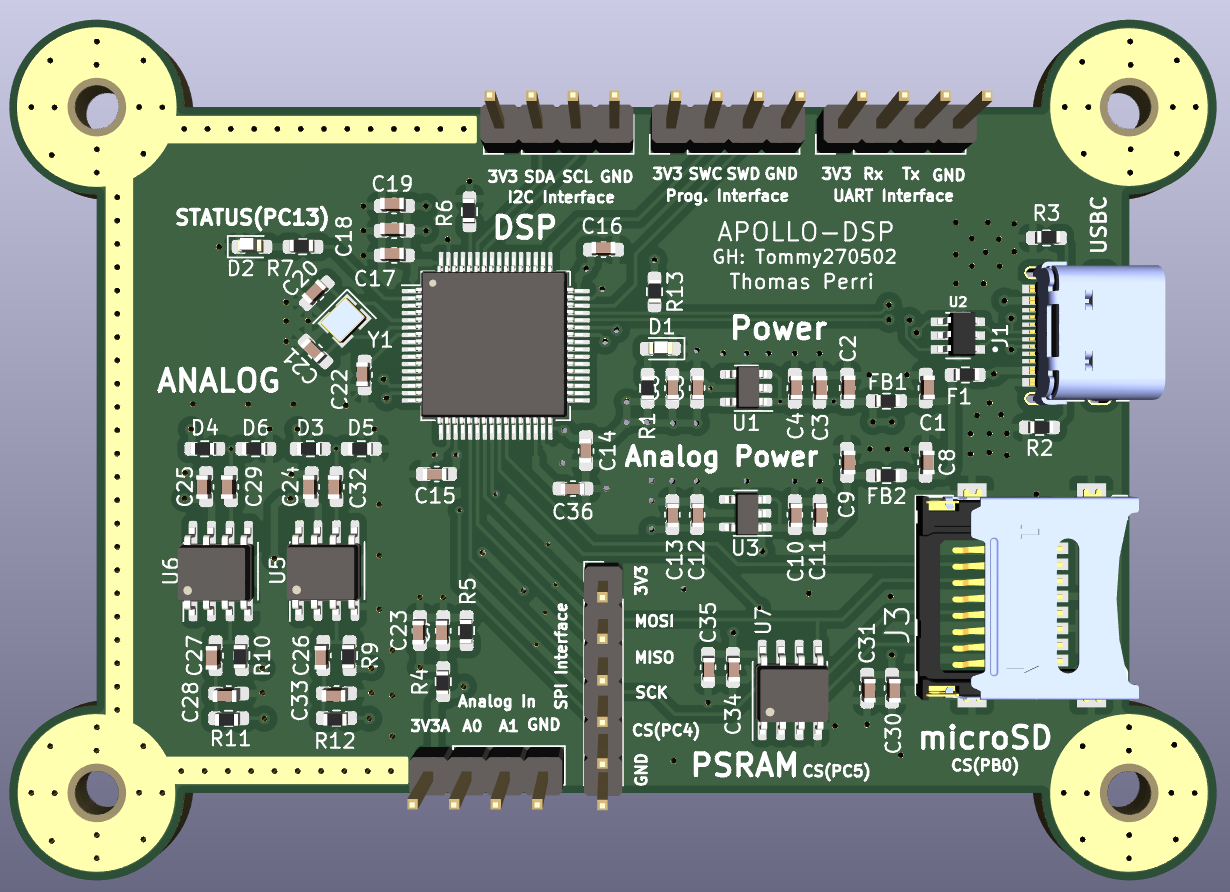 3V3 SDA SCL GND
I2C Interface
3V3 SWC SWD GND
Prog. Interface
3V3 Rx Tx GND
UART Interface
C19
R6
STATUS(PC13)
C18
DSP
C16
APOLLO-DSP
GH: Tommy270502
Thomas Perri
R3
USBC
D2
R7
C20
C17
R13
U2
J1
Y1
D1
Power
C2
C21
C22
ANALOG
R1
U1
C4
C3
FB1
C1
F1
D4
D6
D3
D5
C14
Analog Power
R2
C25
C29
C24
C32
C15
C36
C9
FB2
C8
U6
U5
C13
C12
U3
C10
C11
3V3
R5
C23
SPI Interface
MOSI
MISO
SCK
CS(PC4)
GND
C35
U7
C31
J3
C27
R10
C26
R9
R4
C28
C33
C34
C30
R11
R12
Analog In
3V3A A0 A1 GND
PSRAM CS(PC5)
microSD
CS(PB0)